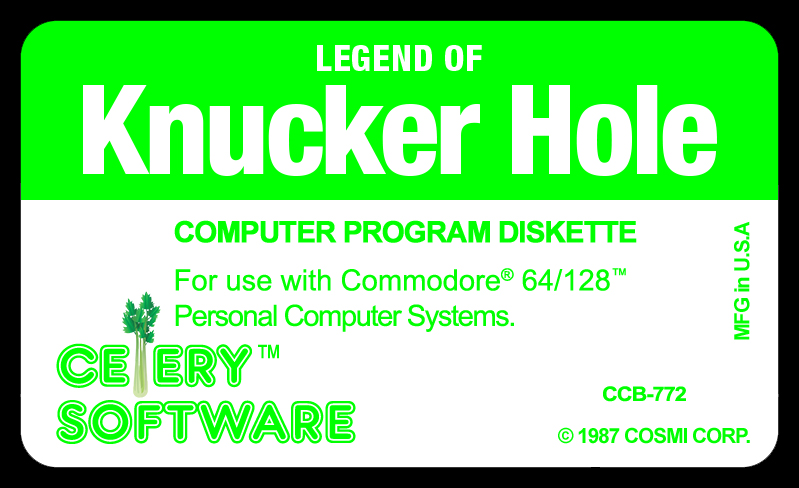 LEGEND OF
Knucker Hole
COMPUTER PROGRAM DISKETTE
For use with Commodore® 64/128™
Personal Computer Systems.
MFG in U.S.A
CELERY™
SOFTWARE
CCB-772
© 1987 COSMI CORP.